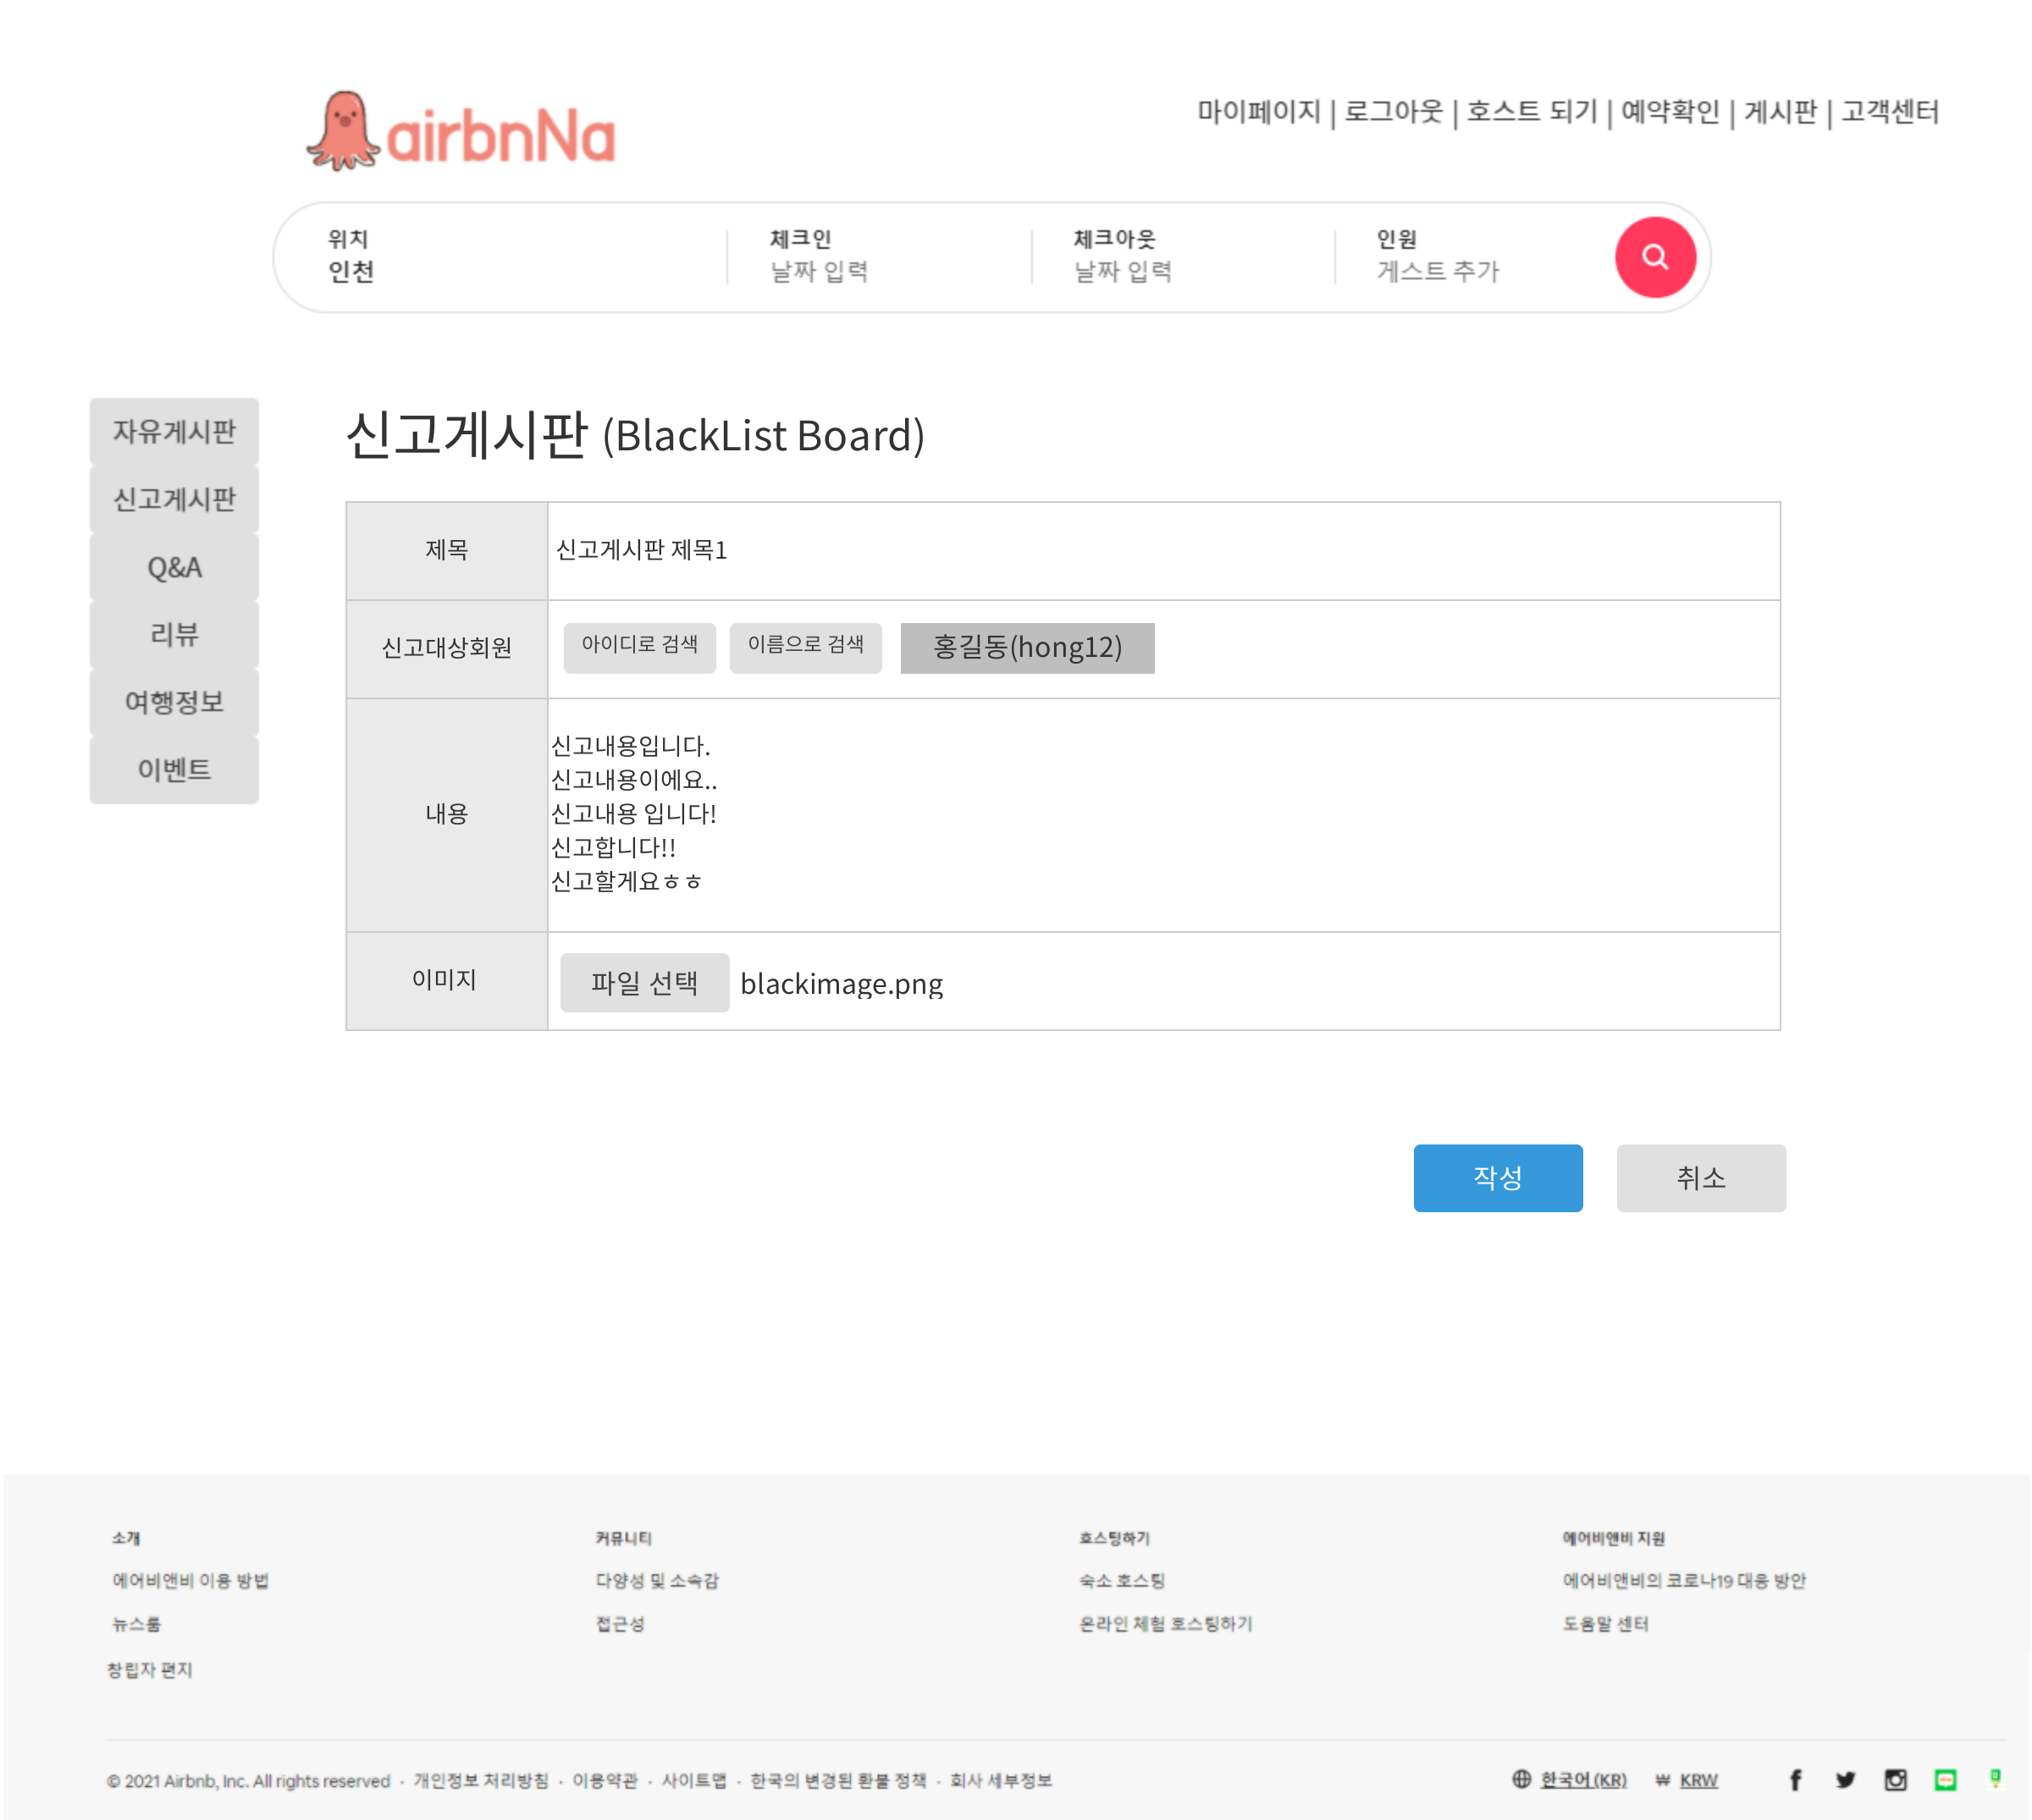 airbnNa
마이페이지 | 로그아웃 | 호스트 되기 | 예약확인 | 게시판 | 고객센터
위치 체크인 체크아웃 인원
인천 날짜 입력 날짜 입력 게스트 추가
자유게시판
신고게시판
Q&A
리뷰
여행정보
이벤트
신고게시판 (BlackList Board)
제목 신고게시판 제목1
신고대상회원 아이디로 검색 이름으로 검색 홍길동(hong12)
내용
신고내용입니다.
신고내용이에요..
신고내용 입니다!
신고합니다!!
신고할게요ㅎㅎ
이미지 파일 선택 blackimage.png
작성 취소
소개 커뮤니티 호스팅하기 에어비앤비 지원
에어비앤비 이용 방법 다양성 및 소속감 숙소 호스팅 에어비앤비의 코로나19 대응 방안
뉴스룸 접근성 온라인 체험 호스팅하기 도움말 센터
창립자 편지
© 2021 Airbnb, Inc. All rights reserved · 개인정보 처리방침 · 이용약관 · 사이트맵 · 한국의 변경된 환불 정책 · 회사 세부정보 한국어 (KR) ₩ KRW